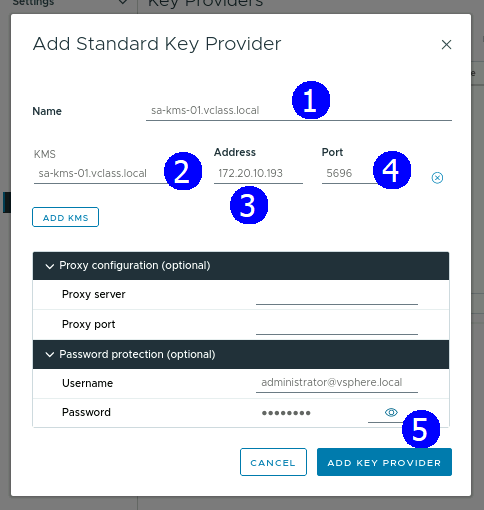 Settings
Key Providers
Add Standard Key Provider
Name
sa-kms-01.vclass.local
1
KMS
Address
Port
sa-kms-01.vclass.local
2
172.20.10.193
5696
4
3
ADD KMS
Proxy configuration (optional)
Proxy server
Proxy port
Password protection (optional)
Username
administrator@vsphere.local
Password
••••••••
5
CANCEL
ADD KEY PROVIDER